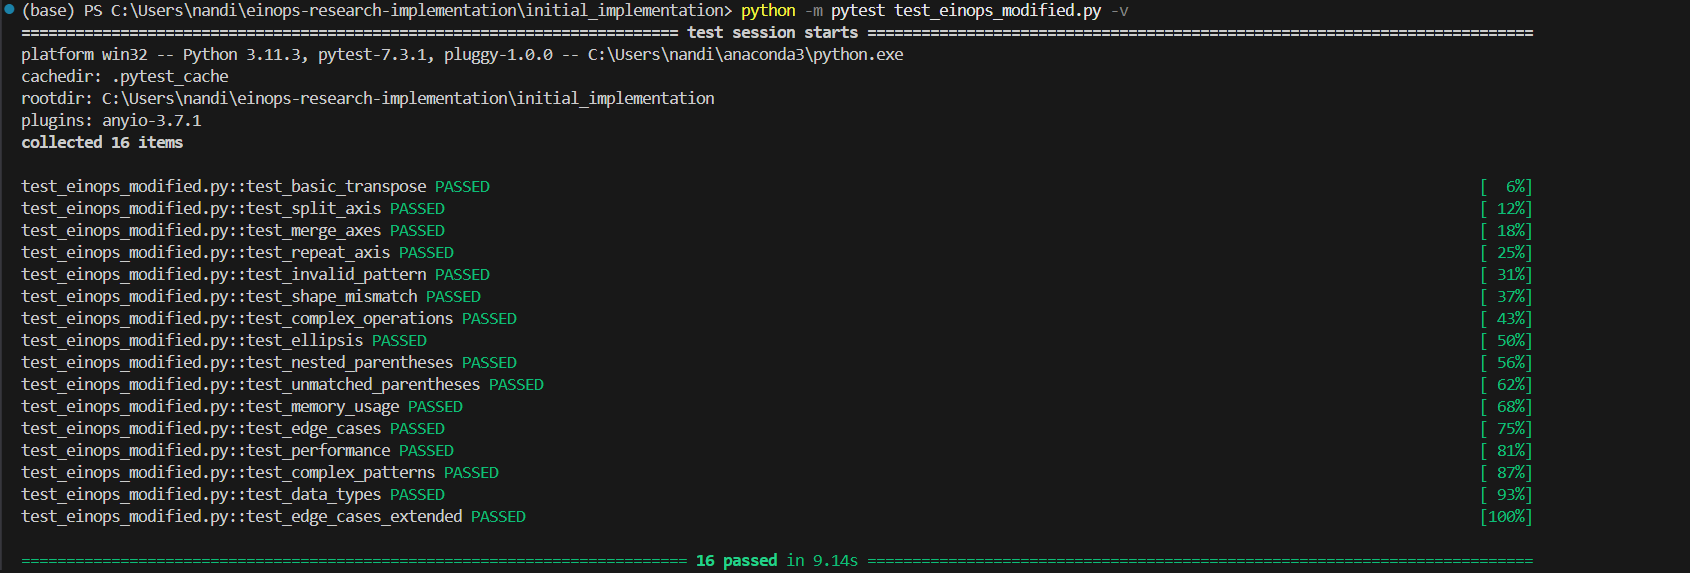 (base) PS C:\Users\nandi\einops-research-implementation\initial_implementation> python -m pytest test_einops_modified.py -v
========================================================================= test session starts ==========================================================================
platform win32 -- Python 3.11.3, pytest-7.3.1, pluggy-1.0.0 -- C:\Users\nandi\anaconda3\python.exe
cachedir: .pytest_cache
rootdir: C:\Users\nandi\einops-research-implementation\initial_implementation
plugins: anyio-3.7.1
collected 16 items
test_einops_modified.py::test_basic_transpose PASSED [  6%]
test_einops_modified.py::test_split_axis PASSED [ 12%]
test_einops_modified.py::test_merge_axes PASSED [ 18%]
test_einops_modified.py::test_repeat_axis PASSED [ 25%]
test_einops_modified.py::test_invalid_pattern PASSED [ 31%]
test_einops_modified.py::test_shape_mismatch PASSED [ 37%]
test_einops_modified.py::test_complex_operations PASSED [ 43%]
test_einops_modified.py::test_ellipsis PASSED [ 50%]
test_einops_modified.py::test_nested_parentheses PASSED [ 56%]
test_einops_modified.py::test_unmatched_parentheses PASSED [ 62%]
test_einops_modified.py::test_memory_usage PASSED [ 68%]
test_einops_modified.py::test_edge_cases PASSED [ 75%]
test_einops_modified.py::test_performance PASSED [ 81%]
test_einops_modified.py::test_complex_patterns PASSED [ 87%]
test_einops_modified.py::test_data_types PASSED [ 93%]
test_einops_modified.py::test_edge_cases_extended PASSED [100%]
========================================================================== 16 passed in 9.14s ==========================================================================